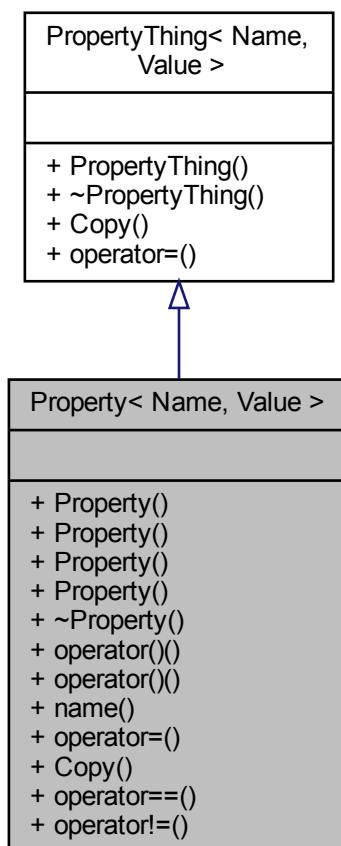 PropertyThing< Name,
Value >
+ PropertyThing()
+ ~PropertyThing()
+ Copy()
+ operator=()
Property< Name, Value >
+ Property()
+ Property()
+ Property()
+ Property()
+ ~Property()
+ operator()()
+ operator()()
+ name()
+ operator=()
+ Copy()
+ operator==()
+ operator!=()